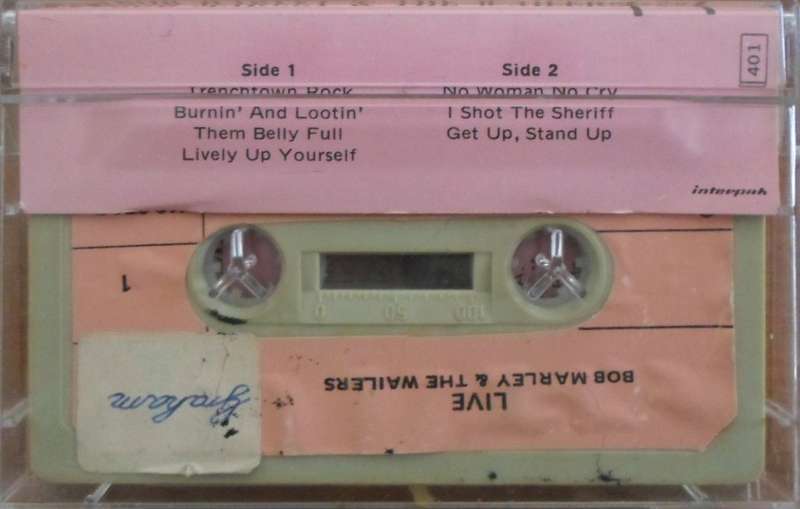 401
Side 1
Trenchtown Rock
Burnin' And Lootin'
Them Belly Full
Lively Up Yourself
Side 2
No Woman No Cry
I Shot The Sheriff
Get Up, Stand Up
interpak
1
0 50 100
LIVE
BOB MARLEY & THE WAILERS
Graham